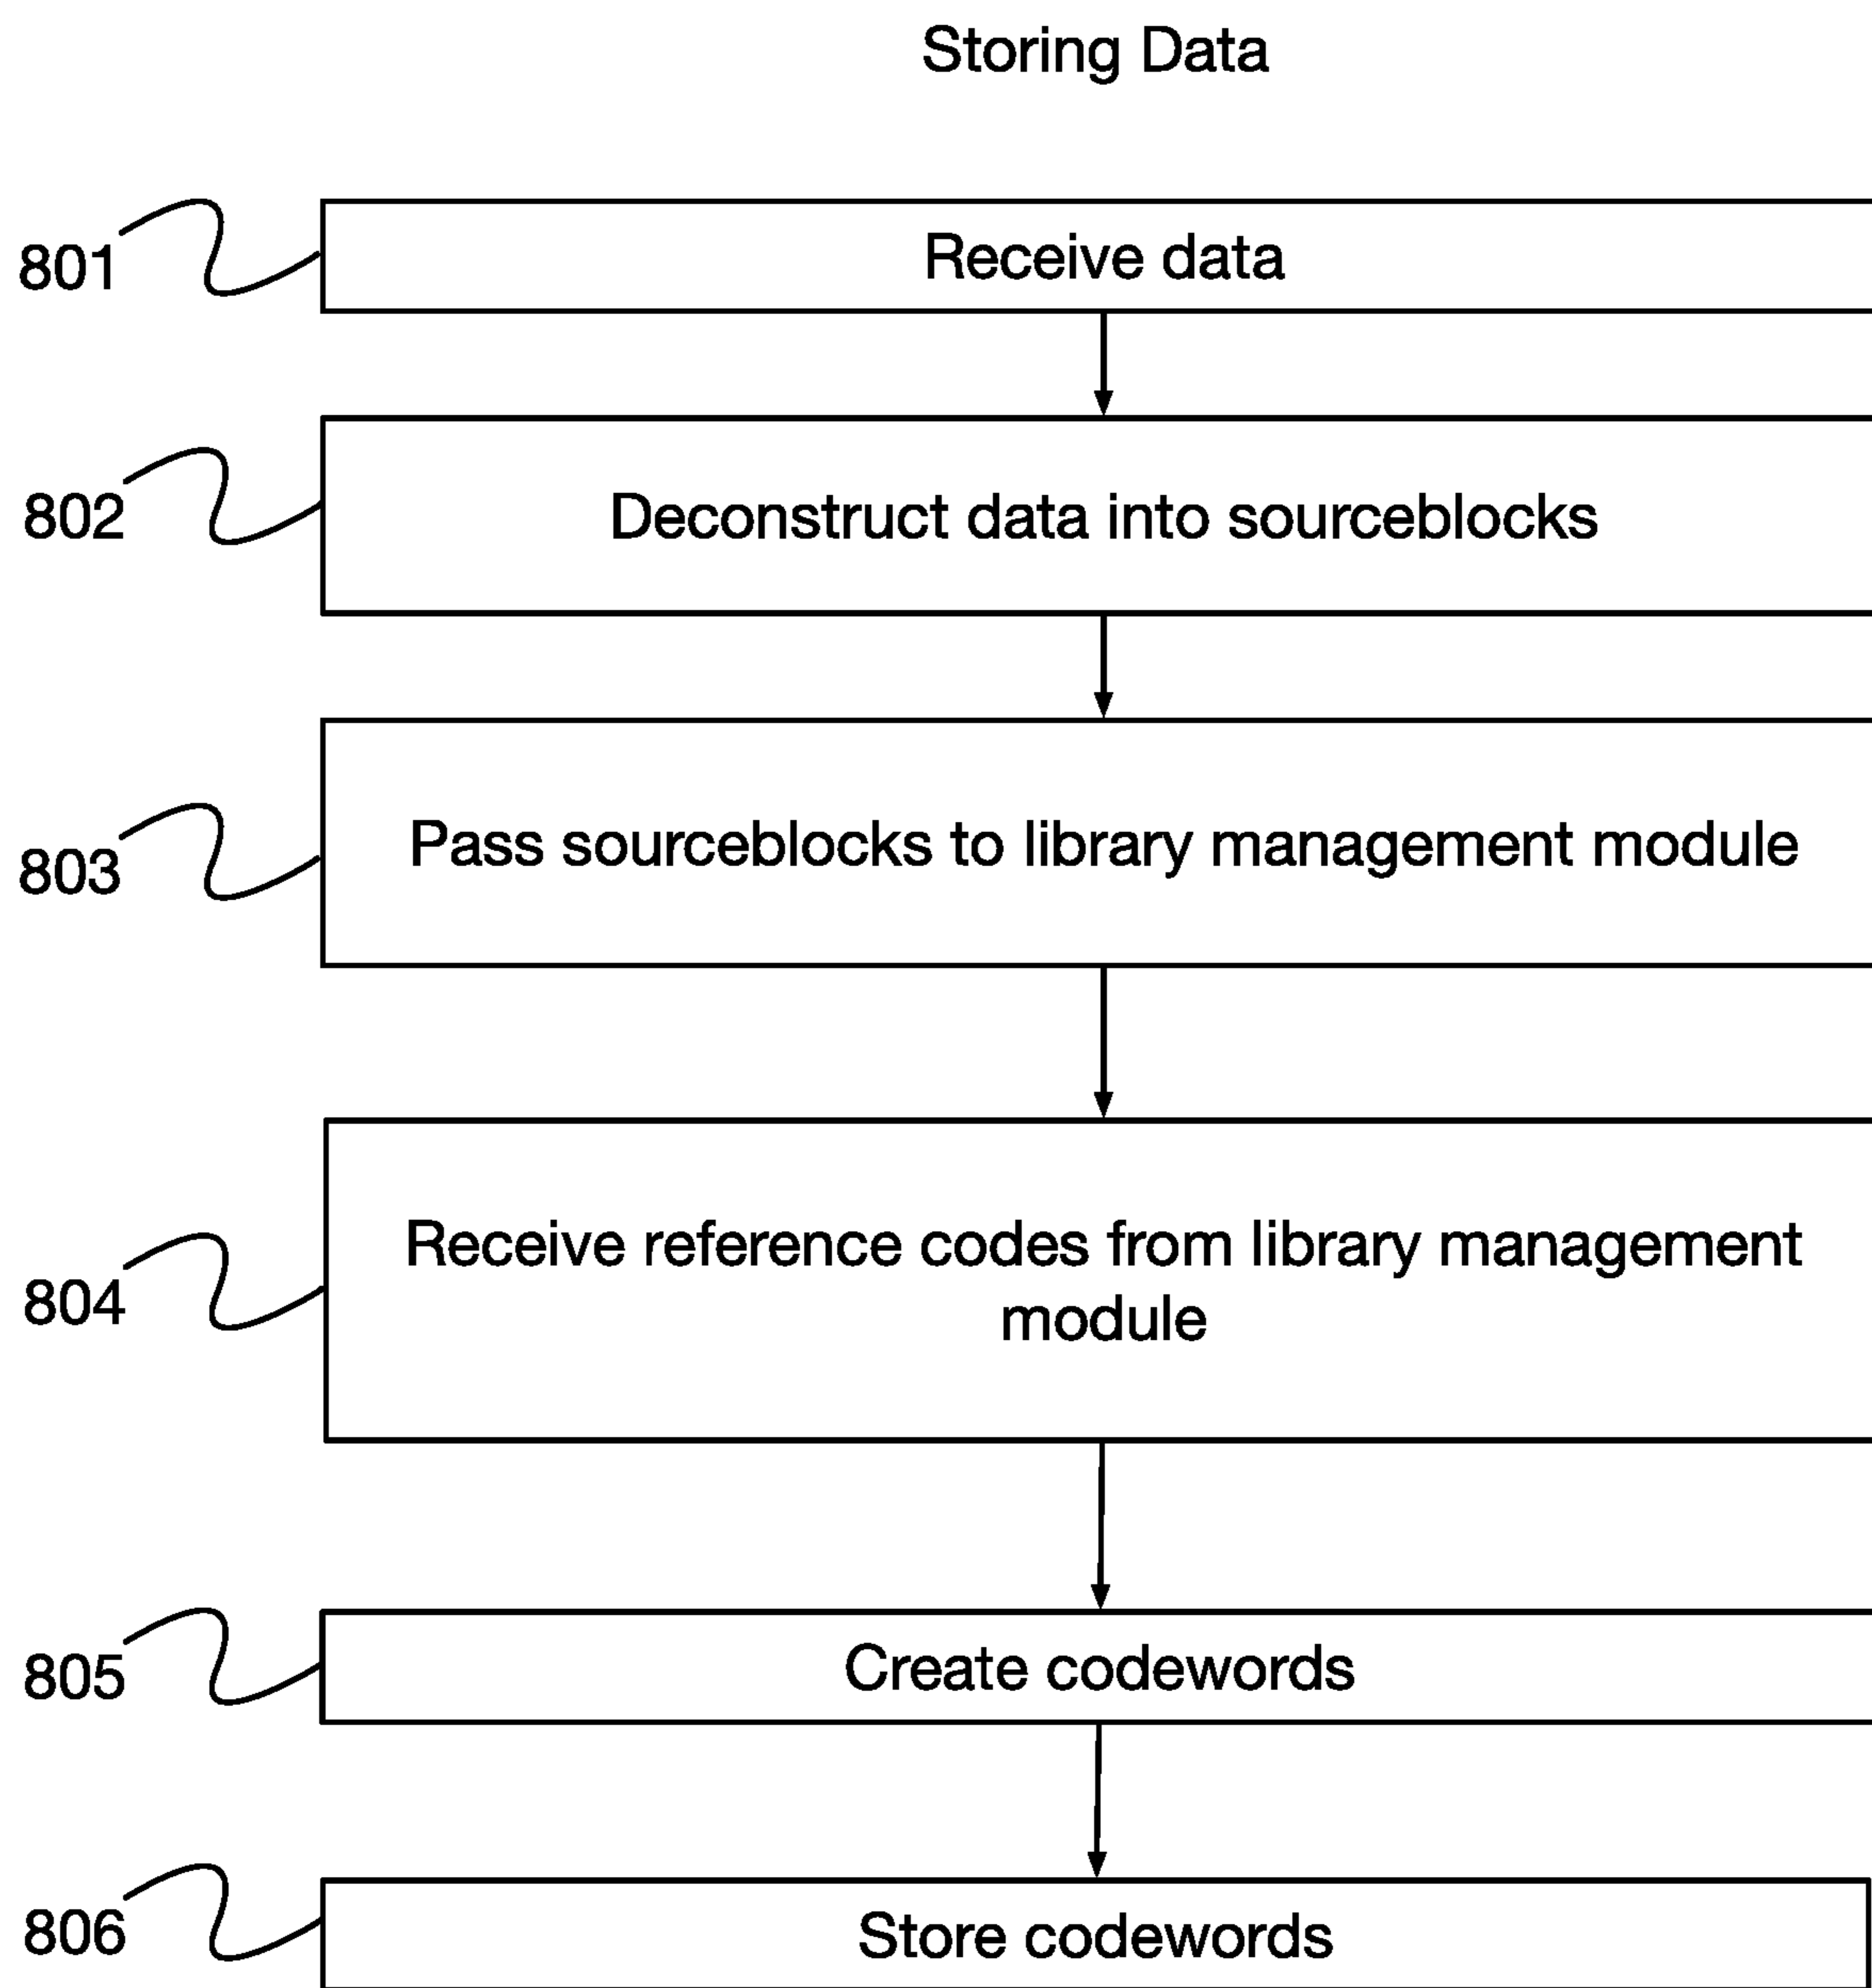 Storing Data
801
Receive data
802
Deconstruct data into sourceblocks
803
Pass sourceblocks to library management module
804
Receive reference codes from library management
module
805
Create codewords
806
Store codewords